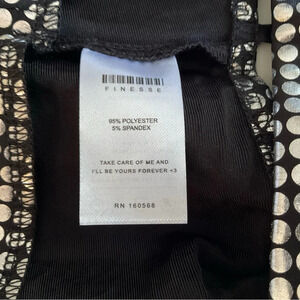 FINESSE
95% POLYESTER
5% SPANDEX
TAKE CARE OF ME AND
I'LL BE YOURS FOREVER <3
RN 160568